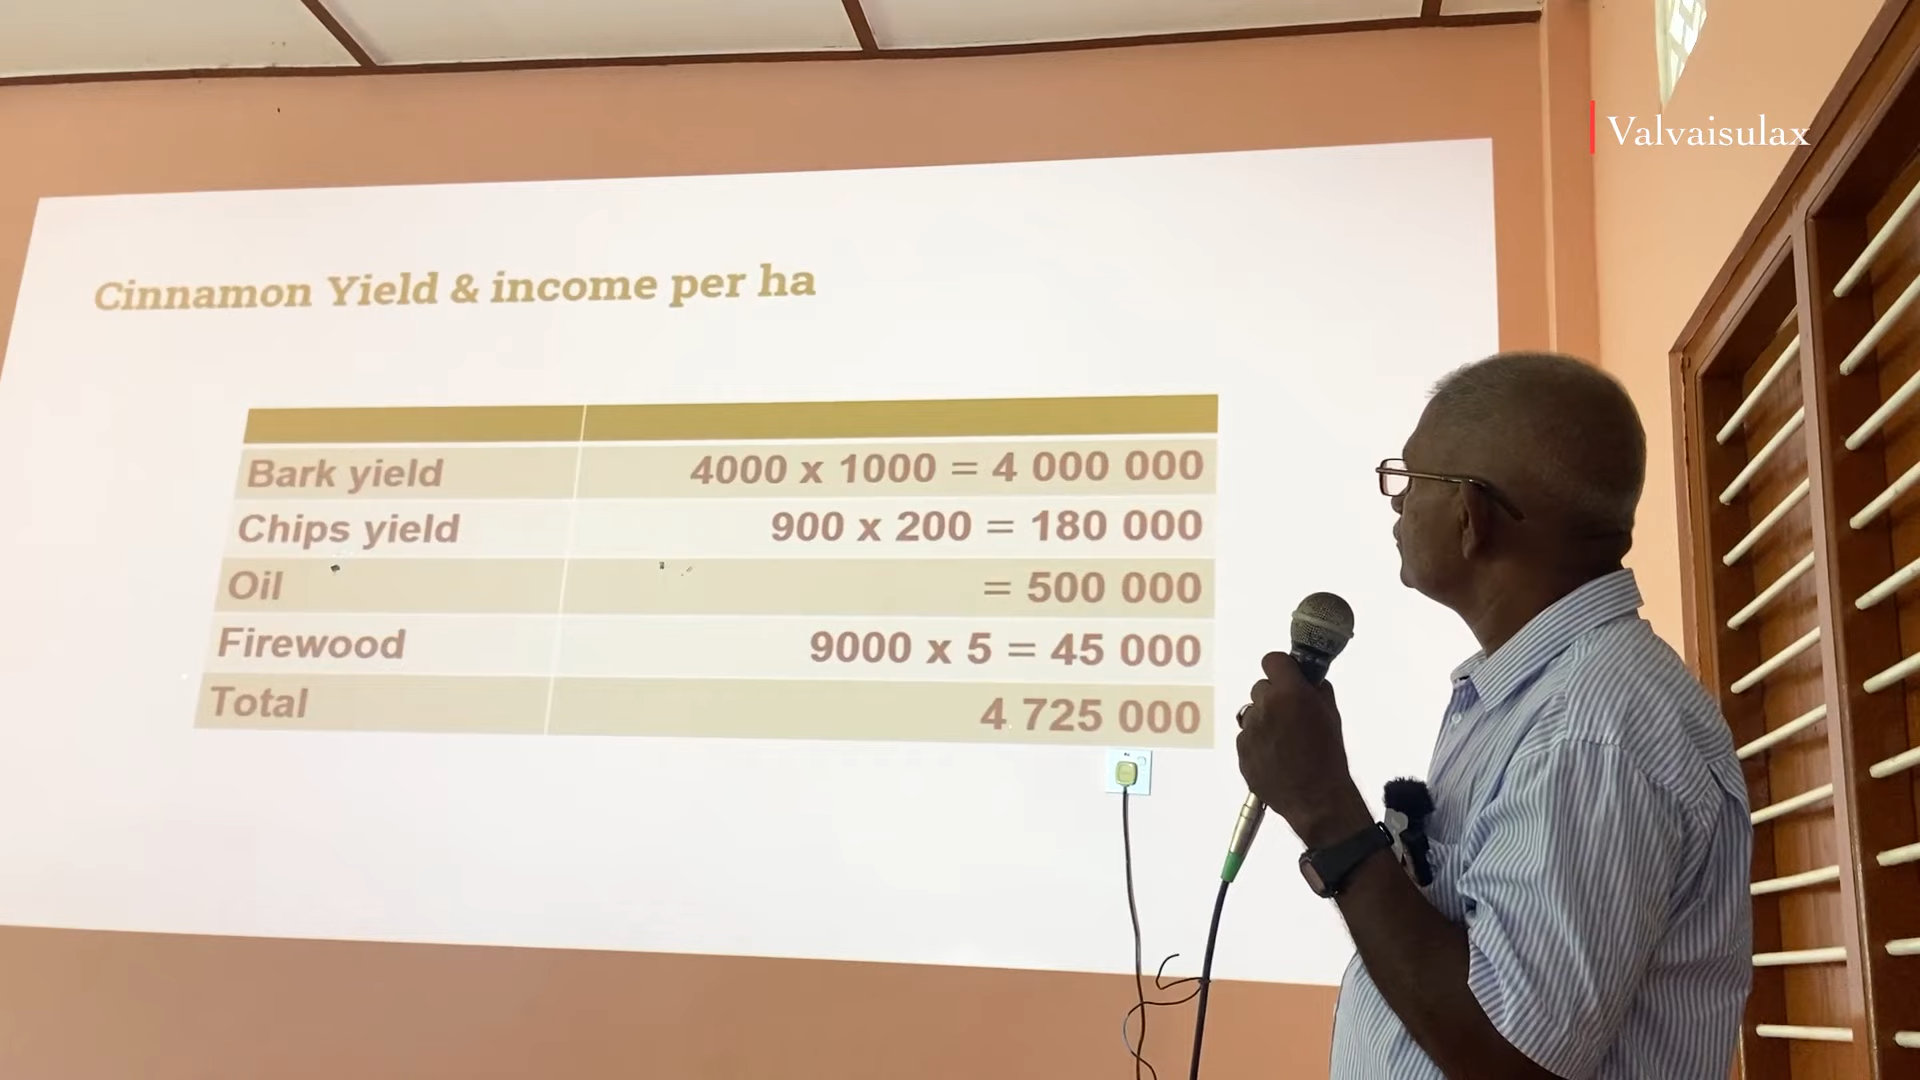 Valvaisulax
Cinnamon Yield & income per ha
Bark yield 4000 x 1000 = 4 000 000
Chips yield 900 x 200 = 180 000
Oil = 500 000
Firewood 9000 x 5 = 45 000
Total 4 725 000